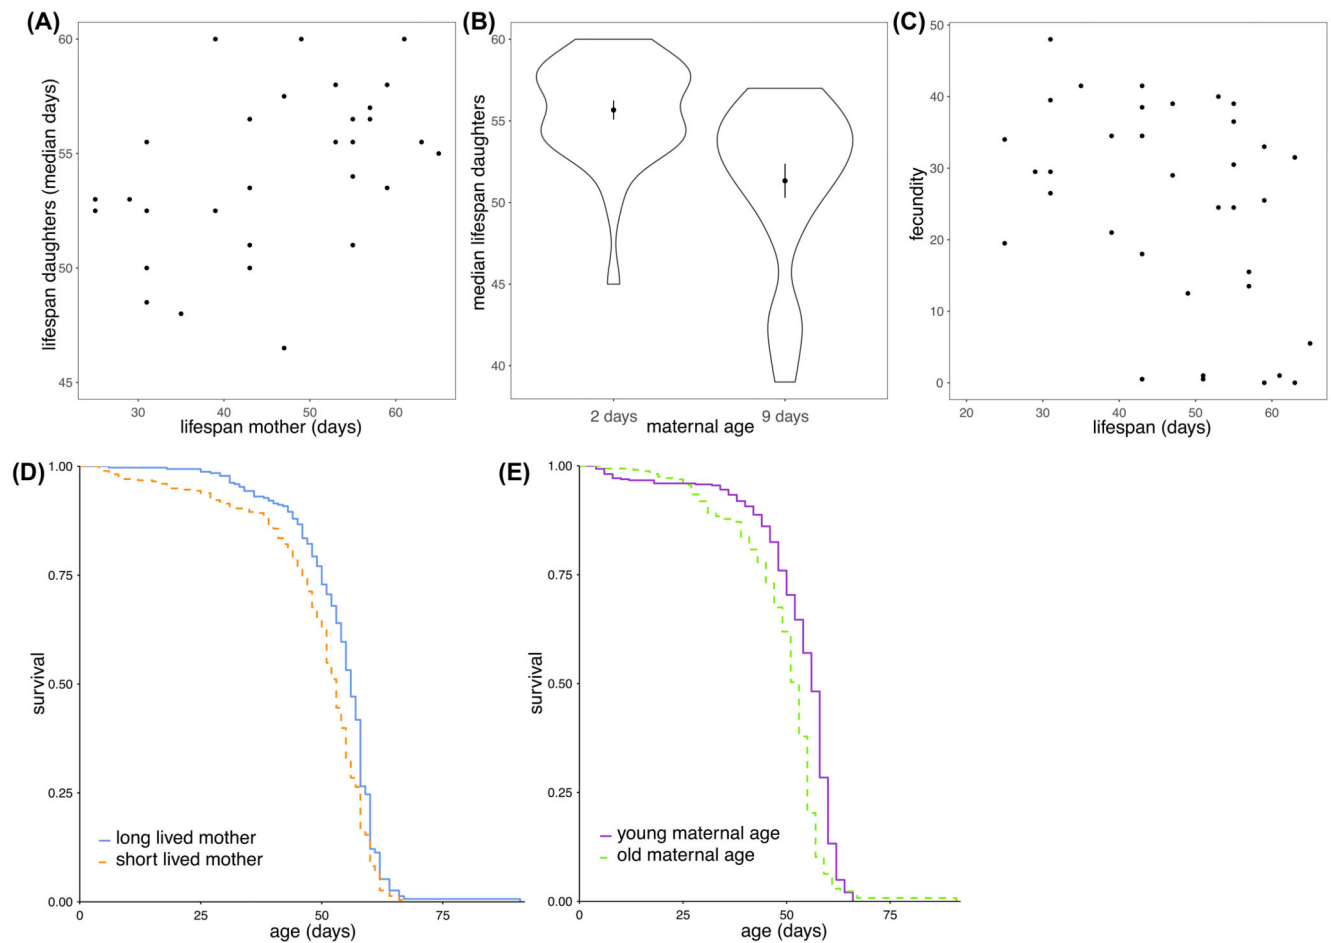 (A)
lifespan daughters (median days)
60
55
50
45
30 40 50 60
lifespan mother (days)
(B)
median lifespan daughters
60
55
50
45
40
2 days 9 days
maternal age
(C)
fecundity
50
40
30
20
10
0
20 30 40 50 60
lifespan (days)
(D)
survival
1.00
0.75
0.50
0.25
0.00
long lived mother
short lived mother
0 25 50 75
age (days)
(E)
survival
1.00
0.75
0.50
0.25
0.00
young maternal age
old maternal age
0 25 50 75
age (days)